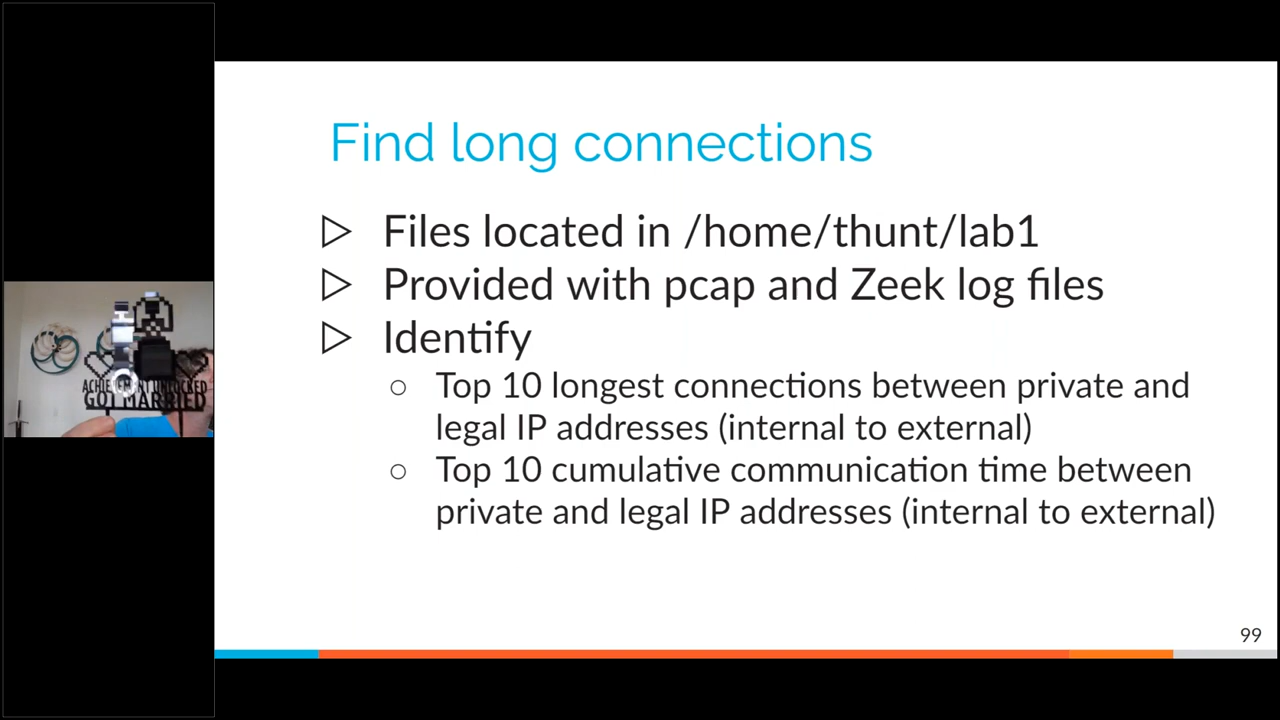 Find long connections
▷ Files located in /home/thunt/lab1
▷ Provided with pcap and Zeek log files
▷ Identify
○ Top 10 longest connections between private and
legal IP addresses (internal to external)
○ Top 10 cumulative communication time between
private and legal IP addresses (internal to external)
99
GOT MARRIED